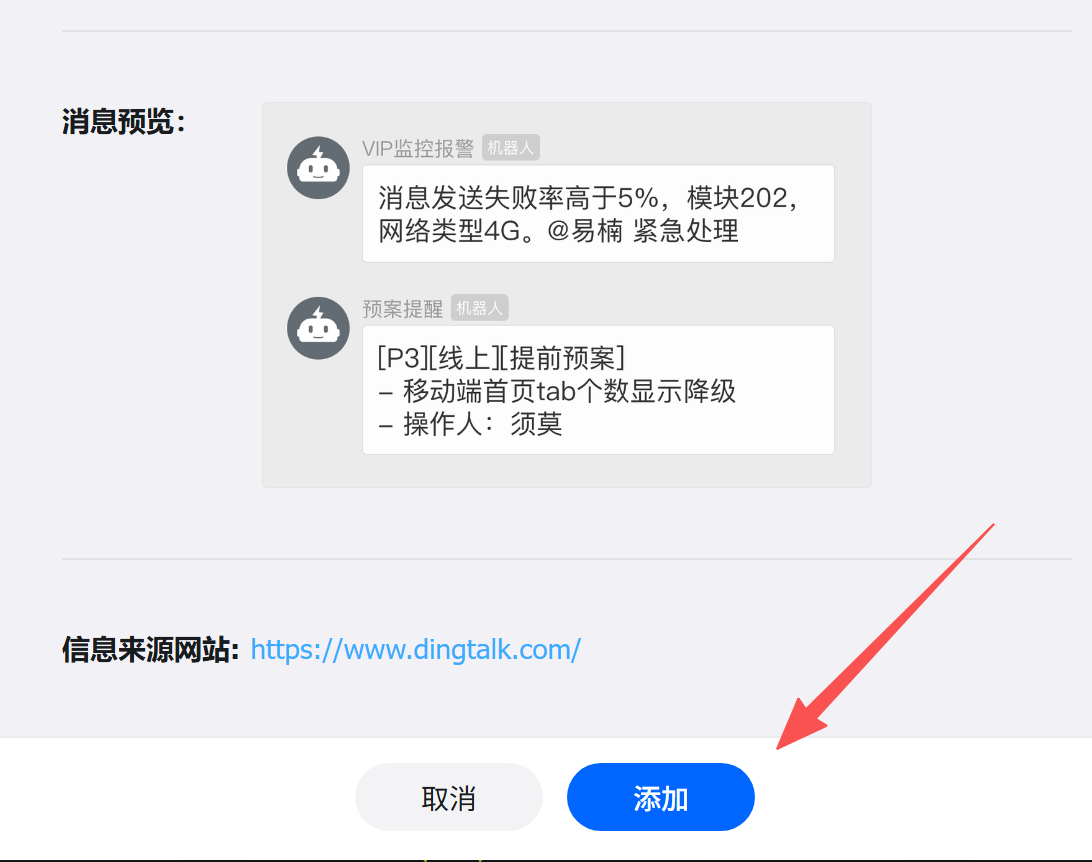 消息预览：
VIP监控报警 机器人
消息发送失败率高于5%，模块202，
网络类型4G。@易楠 紧急处理
预案提醒 机器人
[P3][线上][提前预案]
– 移动端首页tab个数显示降级
– 操作人：须莫
信息来源网站: https://www.dingtalk.com/
取消 添加